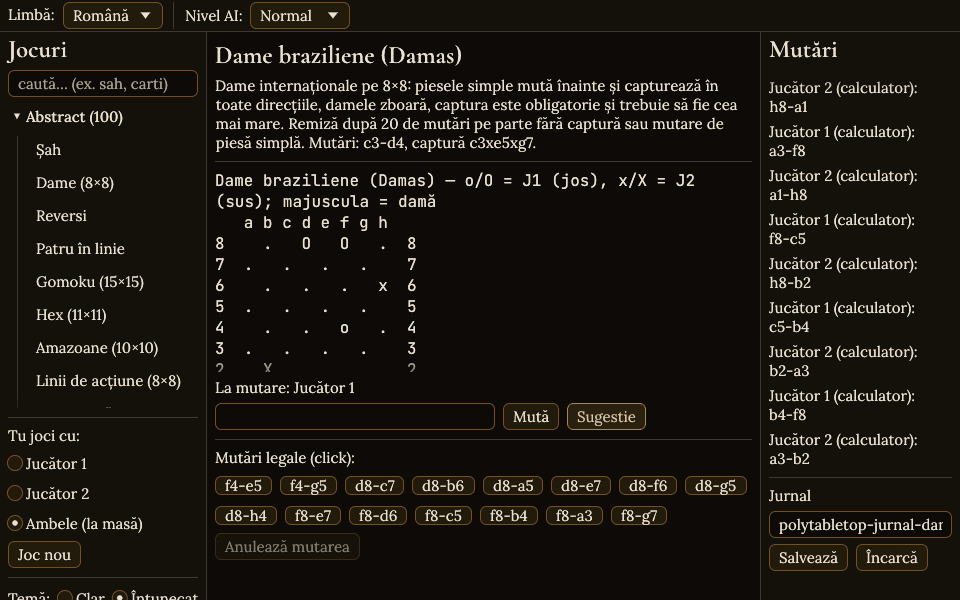 Limbă: Română ▼ Nivel AI: Normal ▼
Jocuri
caută... (ex. sah, carti)
▼ Abstract (100)
Șah
Dame (8×8)
Reversi
Patru în linie
Gomoku (15×15)
Hex (11×11)
Amazoane (10×10)
Linii de acțiune (8×8)
Tu joci cu:
Jucător 1
Jucător 2
Ambele (la masă)
Joc nou
Temă: Clar Întunecat
Dame braziliene (Damas)
Dame internaționale pe 8×8: piesele simple mută înainte și capturează în
toate direcțiile, damele zboară, captura este obligatorie și trebuie să fie cea
mai mare. Remiză după 20 de mutări pe parte fără captură sau mutare de
piesă simplă. Mutări: c3-d4, captură c3xe5xg7.
Dame braziliene (Damas) — o/O = J1 (jos), x/X = J2
(sus); majuscula = damă
a b c d e f g h
8 . O O . 8
7 . . . . 7
6 . . . x 6
5 . . . . 5
4 . . o . 4
3 . . . . 3
2 X 2
La mutare: Jucător 1
Mută Sugestie
Mutări legale (click):
f4-e5 f4-g5 d8-c7 d8-b6 d8-a5 d8-e7 d8-f6 d8-g5
d8-h4 f8-e7 f8-d6 f8-c5 f8-b4 f8-a3 f8-g7
Anulează mutarea
Mutări
Jucător 2 (calculator):
h8-a1
Jucător 1 (calculator):
a3-f8
Jucător 2 (calculator):
a1-h8
Jucător 1 (calculator):
f8-c5
Jucător 2 (calculator):
h8-b2
Jucător 1 (calculator):
c5-b4
Jucător 2 (calculator):
b2-a3
Jucător 1 (calculator):
b4-f8
Jucător 2 (calculator):
a3-b2
Jurnal
polytabletop-jurnal-dar
Salvează Încarcă